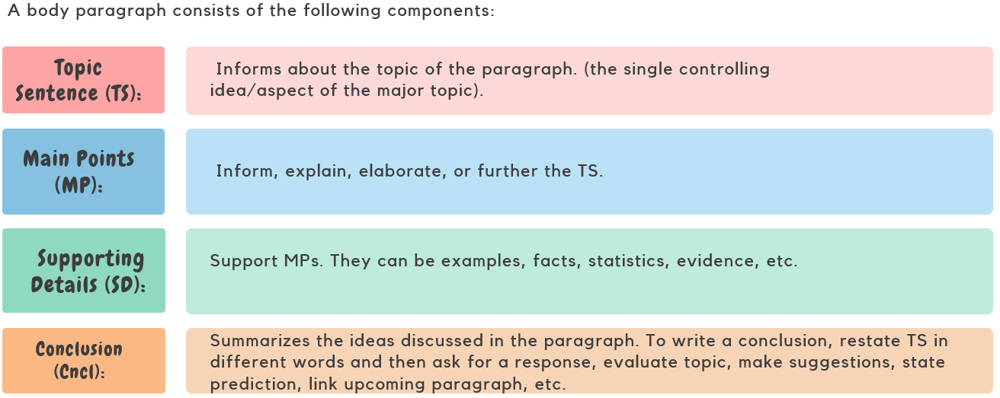 A body paragraph consists of the following components:
Topic
Sentence (TS):
Informs about the topic of the paragraph. (the single controlling
idea/aspect of the major topic).
Main Points
(MP):
Inform, explain, elaborate, or further the TS.
Supporting
Details (SD):
Support MPs. They can be examples, facts, statistics, evidence, etc.
Conclusion
(Cncl):
Summarizes the ideas discussed in the paragraph. To write a conclusion, restate TS in
different words and then ask for a response, evaluate topic, make suggestions, state
prediction, link upcoming paragraph, etc.